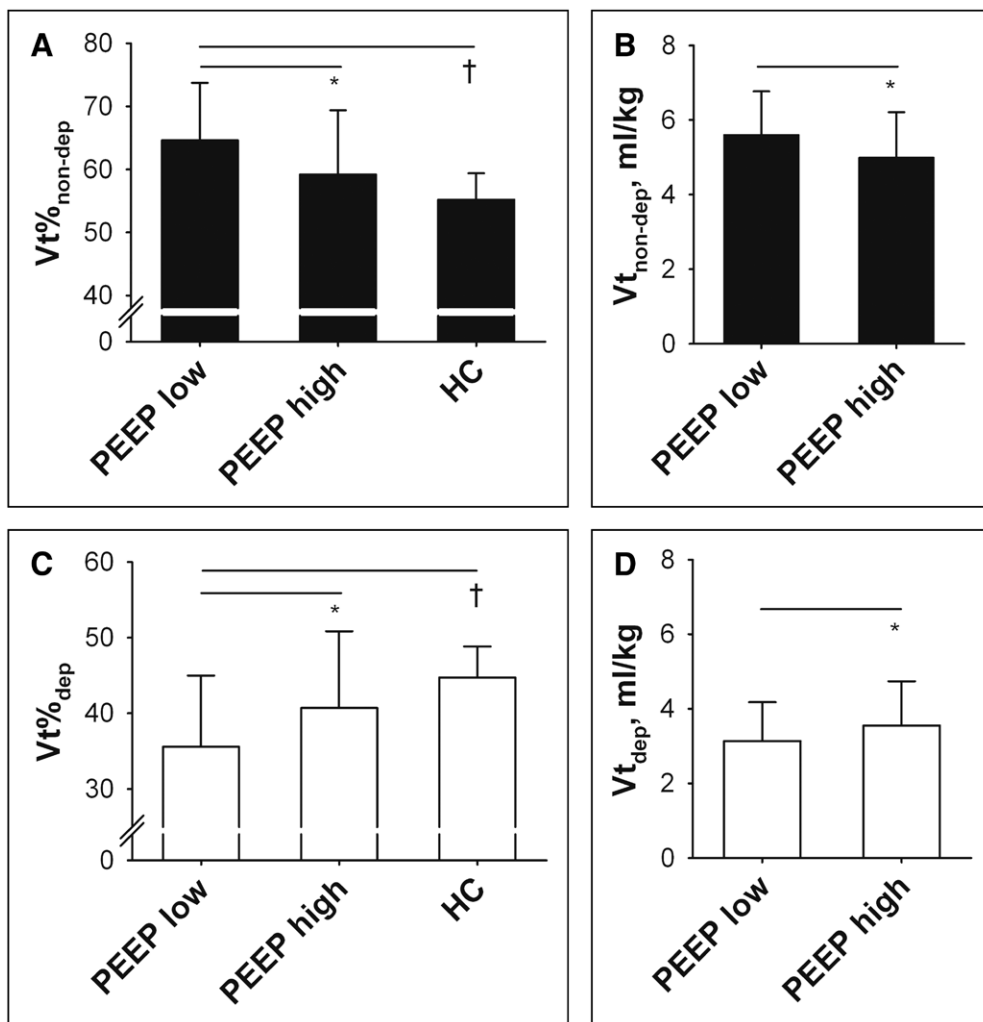 A
Vt%non-dep
80
70
60
50
40
0
*
†
PEEP low
PEEP high
HC
B
Vtnon-dep, ml/kg
8
6
4
2
0
*
PEEP low
PEEP high
C
Vt%dep
60
50
40
30
0
*
†
PEEP low
PEEP high
HC
D
Vtdep, ml/kg
8
6
4
2
0
*
PEEP low
PEEP high